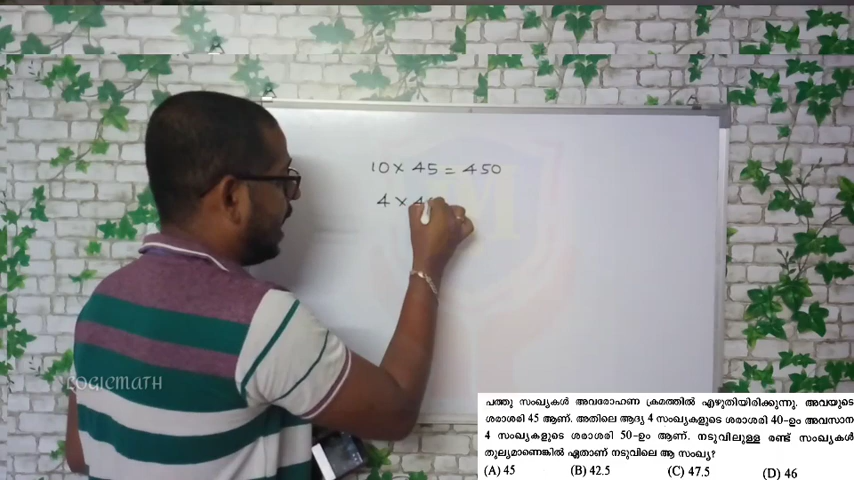 10 × 45 = 450
4 × 4
LOGICMATH
പത്തു സംഖ്യകൾ അവരോഹണ ക്രമത്തിൽ എഴുതിയിരിക്കുന്നു. അവയുടെ
ശരാശരി 45 ആണ്. അതിലെ ആദ്യ 4 സംഖ്യകളുടെ ശരാശരി 40-ഉം അവസാന
4 സംഖ്യകളുടെ ശരാശരി 50-ഉം ആണ്. നടുവിലുള്ള രണ്ട് സംഖ്യകൾ
തുല്യമാണെങ്കിൽ ഏതാണ് നടുവിലെ ആ സംഖ്യ?
(A) 45 (B) 42.5 (C) 47.5 (D) 46